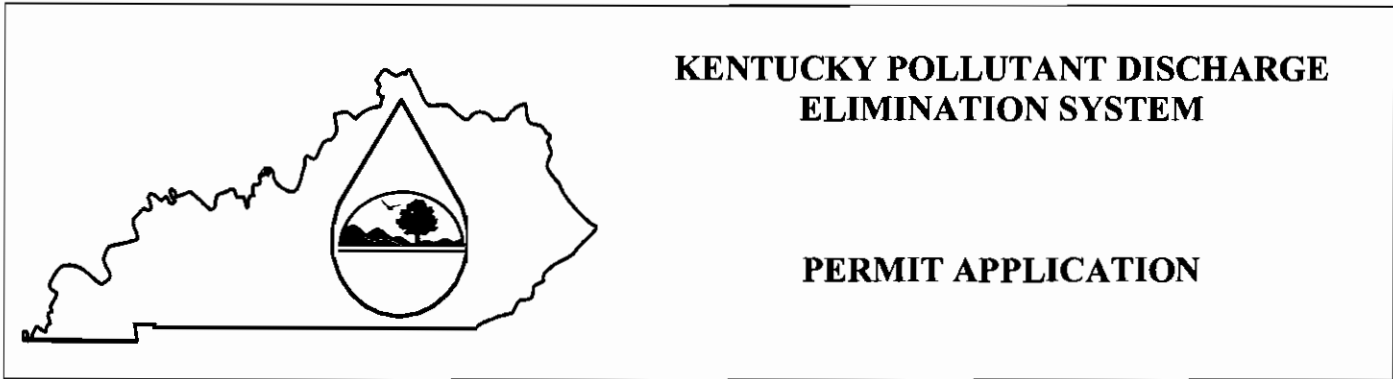 KENTUCKY POLLUTANT DISCHARGE
ELIMINATION SYSTEM
PERMIT APPLICATION